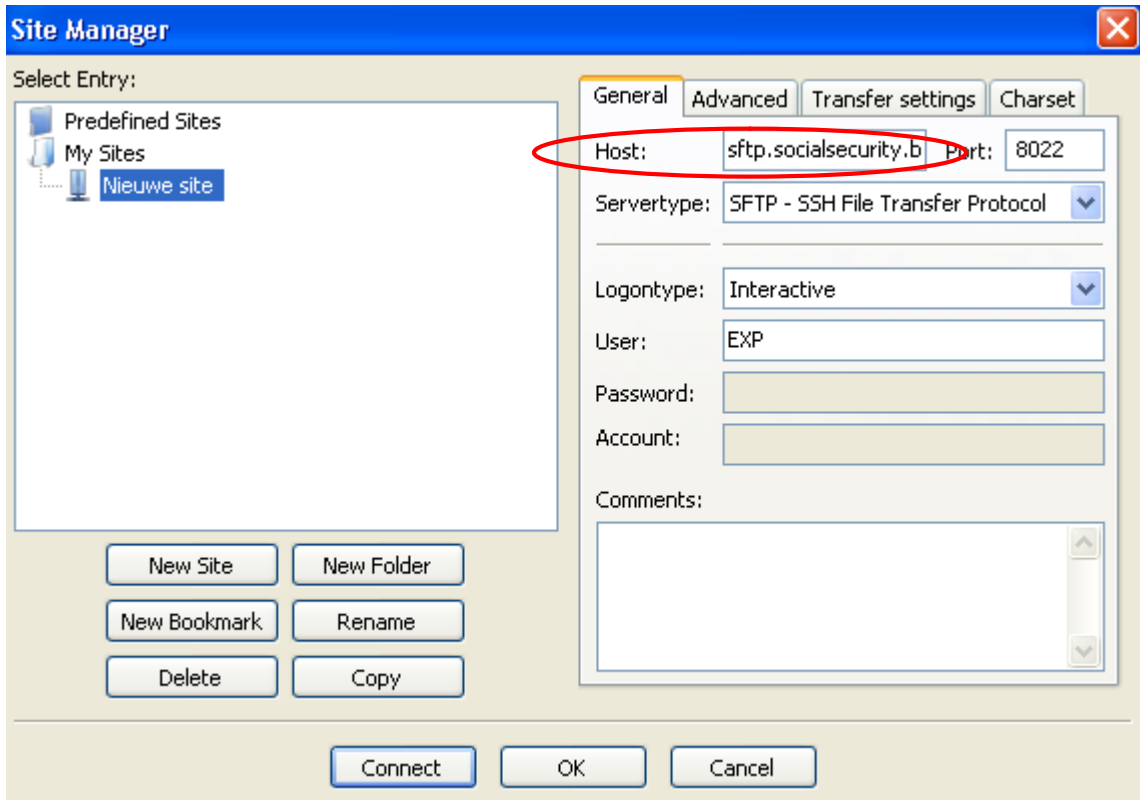 Site Manager
Select Entry:
Predefined Sites
My Sites
Nieuwe site
New Site
New Folder
New Bookmark
Rename
Delete
Copy
General
Advanced
Transfer settings
Charset
Host: sftp.socialsecurity.b Port: 8022
Servertype: SFTP - SSH File Transfer Protocol
Logontype: Interactive
User: EXP
Password:
Account:
Comments:
Connect
OK
Cancel